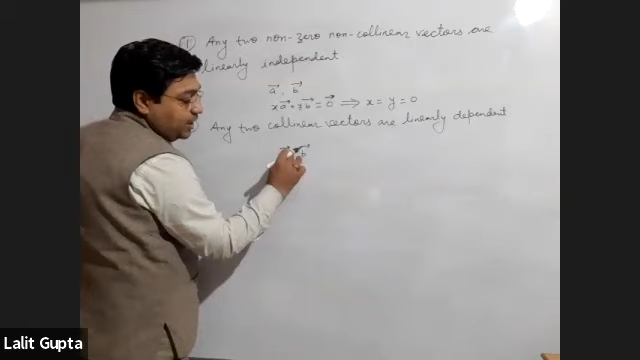 ① Any two non-zero non-collinear vectors are
linearly independent
a⃗, b⃗
xa⃗+yb⃗ = 0⃗ ⟹ x = y = 0
Any two collinear vectors are linearly dependent
b⃗
Lalit Gupta